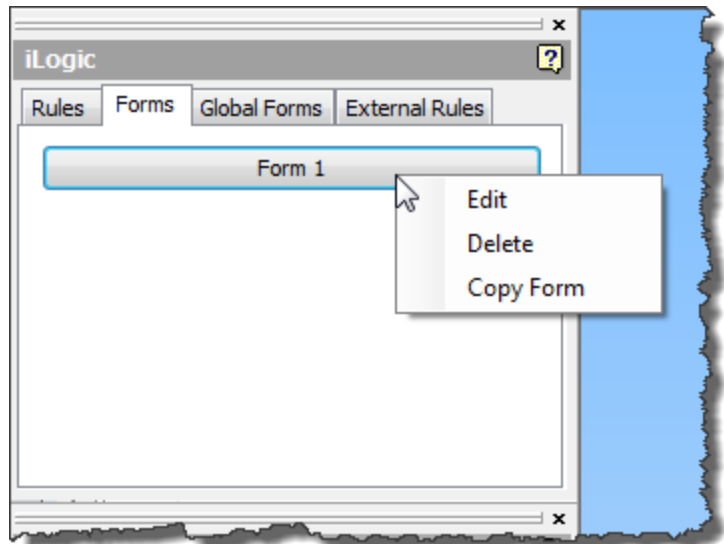 iLogic
Rules Forms Global Forms External Rules
Form 1
Edit
Delete
Copy Form